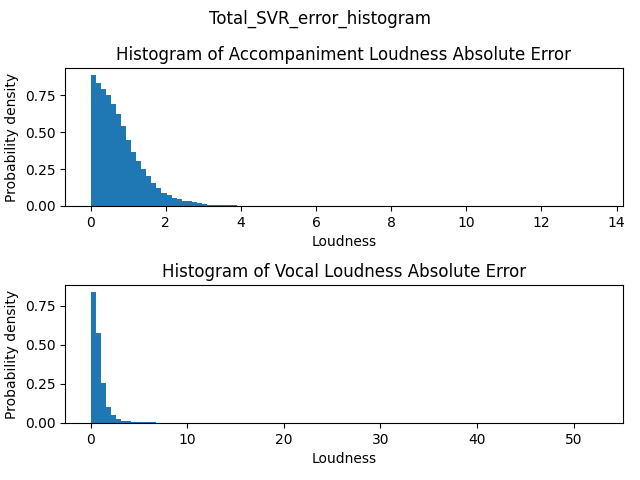 Total_SVR_error_histogram
Histogram of Accompaniment Loudness Absolute Error
Probability density
0.75
0.50
0.25
0.00
0 2 4 6 8 10 12 14
Loudness
Histogram of Vocal Loudness Absolute Error
Probability density
0.75
0.50
0.25
0.00
0 10 20 30 40 50
Loudness